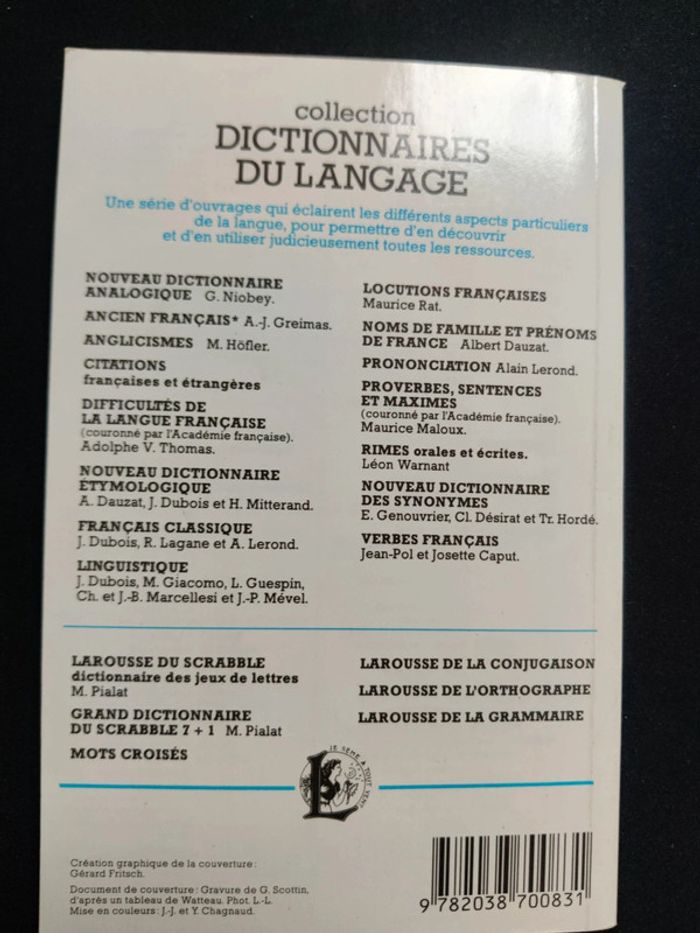 collection
DICTIONNAIRES
DU LANGAGE
Une série d'ouvrages qui éclairent les différents aspects particuliers
de la langue, pour permettre d'en découvrir
et d'en utiliser judicieusement toutes les ressources.
NOUVEAU DICTIONNAIRE
ANALOGIQUE G. Niobey.
ANCIEN FRANÇAIS* A.-J. Greimas.
ANGLICISMES M. Höfler.
CITATIONS
françaises et étrangères
DIFFICULTÉS DE
LA LANGUE FRANÇAISE
(couronné par l'Académie française).
Adolphe V. Thomas.
NOUVEAU DICTIONNAIRE
ÉTYMOLOGIQUE
A. Dauzat, J. Dubois et H. Mitterand.
FRANÇAIS CLASSIQUE
J. Dubois, R. Lagane et A. Lerond.
LINGUISTIQUE
J. Dubois, M. Giacomo, L. Guespin,
Ch. et J.-B. Marcellesi et J.-P. Mével.
LOCUTIONS FRANÇAISES
Maurice Rat.
NOMS DE FAMILLE ET PRÉNOMS
DE FRANCE Albert Dauzat.
PRONONCIATION Alain Lerond.
PROVERBES, SENTENCES
ET MAXIMES
(couronné par l'Académie française).
Maurice Maloux.
RIMES orales et écrites.
Léon Warnant
NOUVEAU DICTIONNAIRE
DES SYNONYMES
E. Genouvrier, Cl. Désirat et Tr. Hordé.
VERBES FRANÇAIS
Jean-Pol et Josette Caput.
LAROUSSE DU SCRABBLE
dictionnaire des jeux de lettres
M. Pialat
GRAND DICTIONNAIRE
DU SCRABBLE 7 + 1 M. Pialat
MOTS CROISÉS
LAROUSSE DE LA CONJUGAISON
LAROUSSE DE L'ORTHOGRAPHE
LAROUSSE DE LA GRAMMAIRE
JE SÈME À TOUT VENT
L
Création graphique de la couverture :
Gérard Fritsch.
Document de couverture : Gravure de G. Scottin,
d'après un tableau de Watteau. Phot. L.-L.
Mise en couleurs : J.-J. et Y. Chagnaud.
9 782038 700831